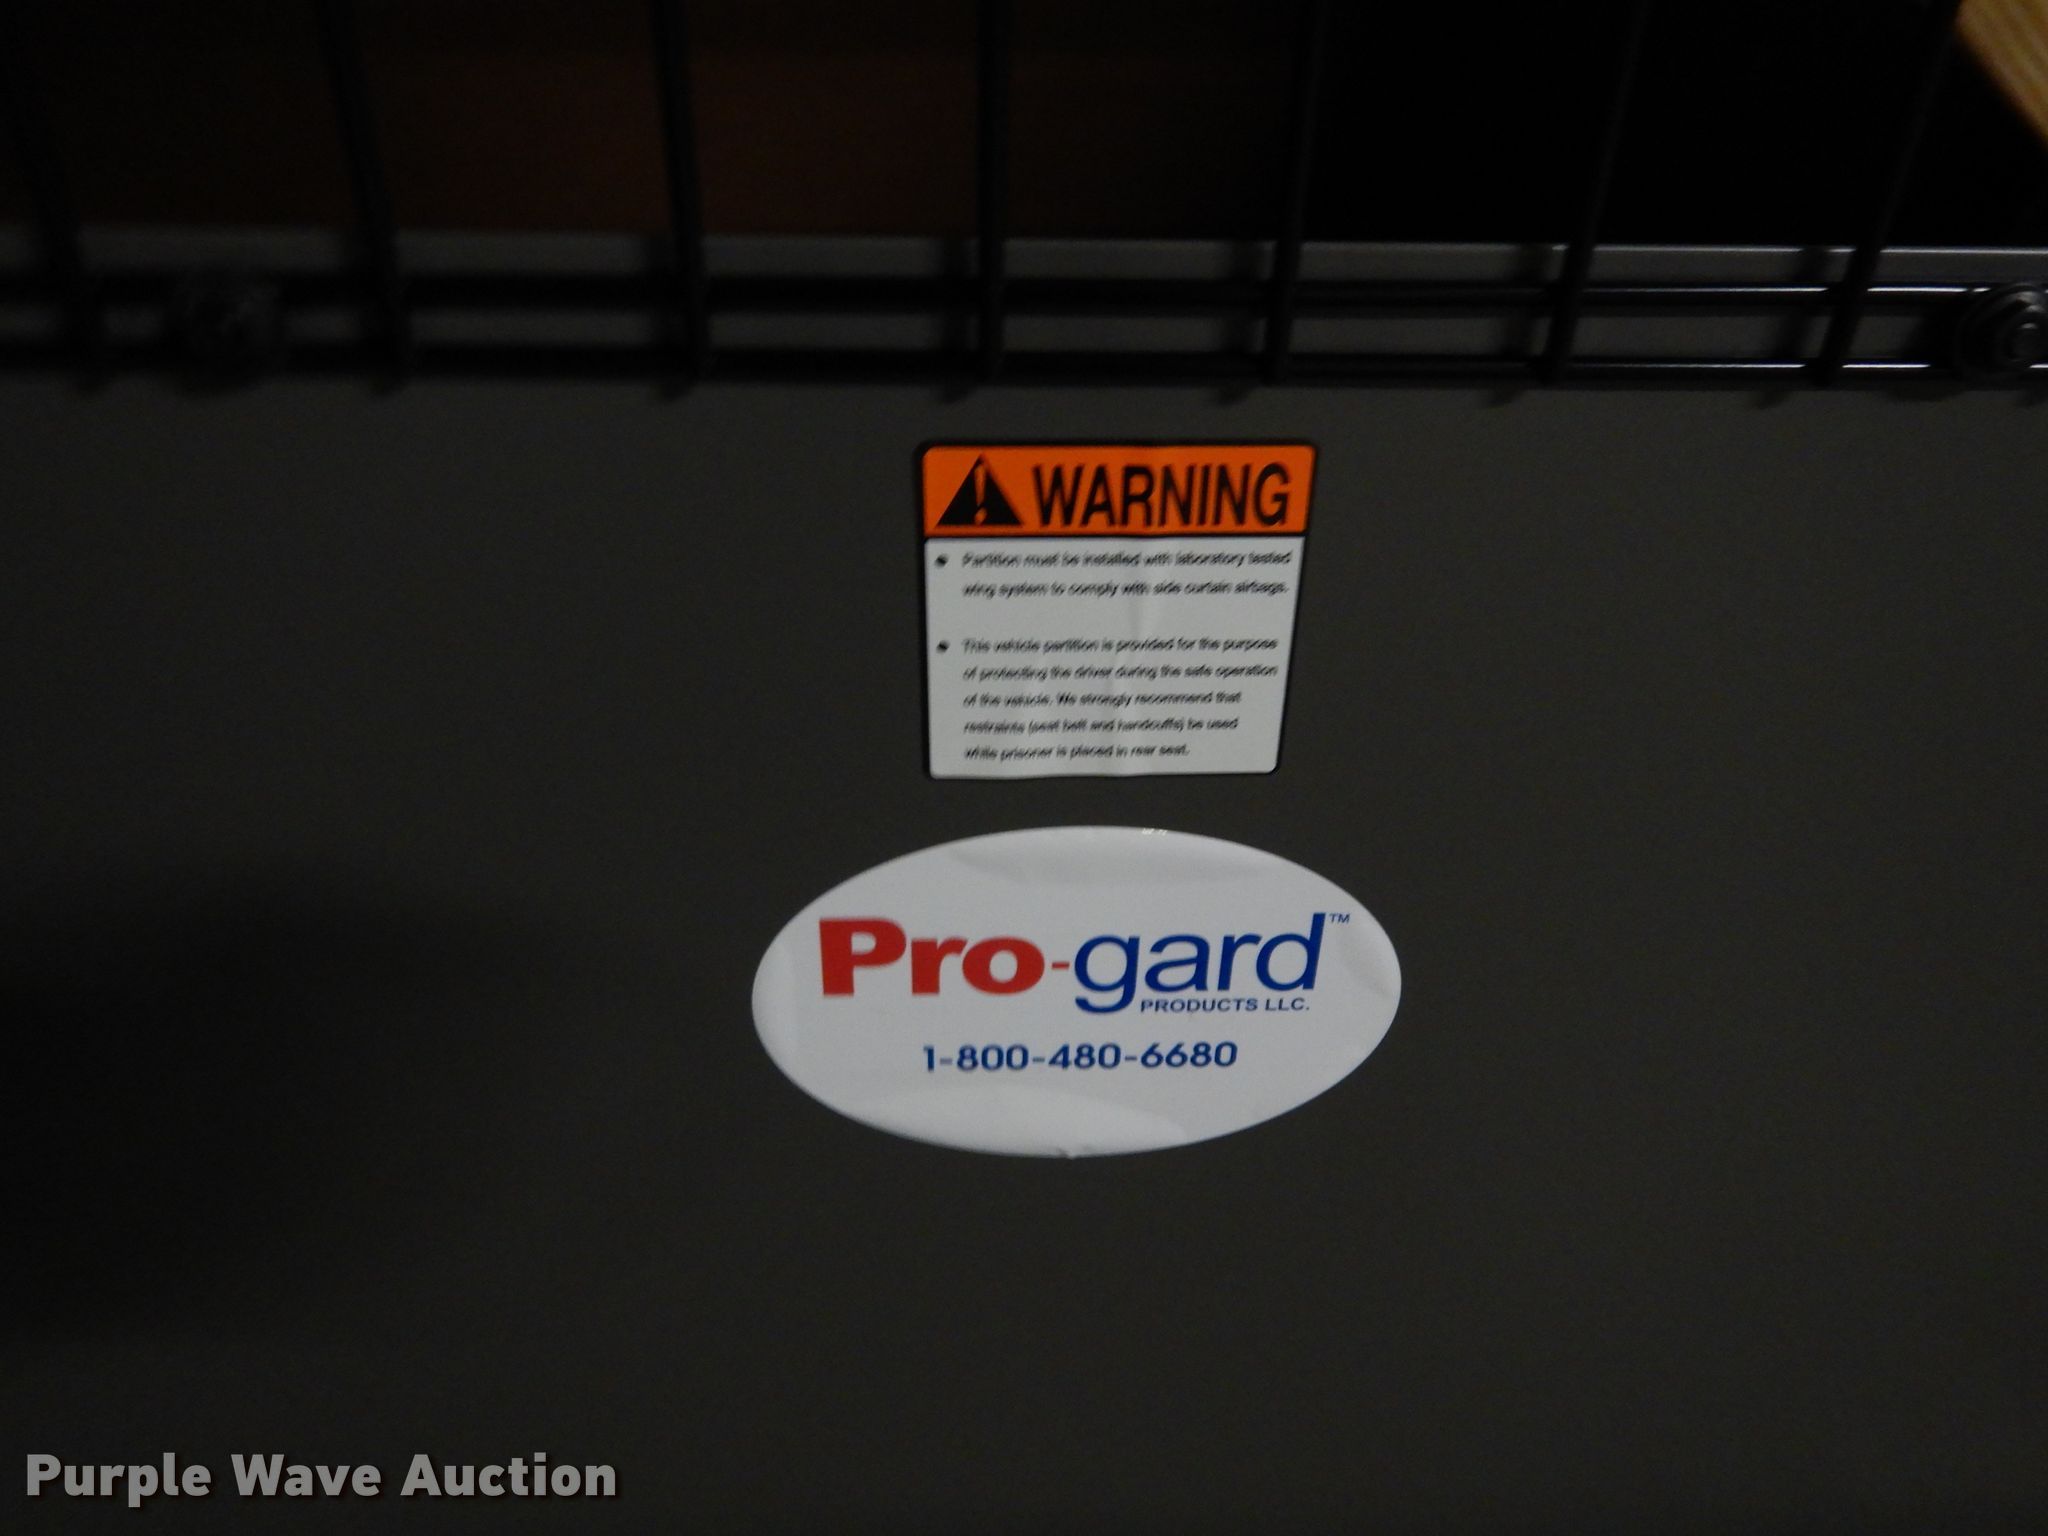 WARNING
• Partition must be installed with laboratory tested
wing system to comply with side curtain airbags.
• This vehicle partition is provided for the purpose
of protecting the driver during the safe operation
of the vehicle. We strongly recommend that
restraints (seat belt and handcuffs) be used
while prisoner is placed in rear seat.
Pro-gard™
PRODUCTS LLC.
1-800-480-6680
Purple Wave Auction